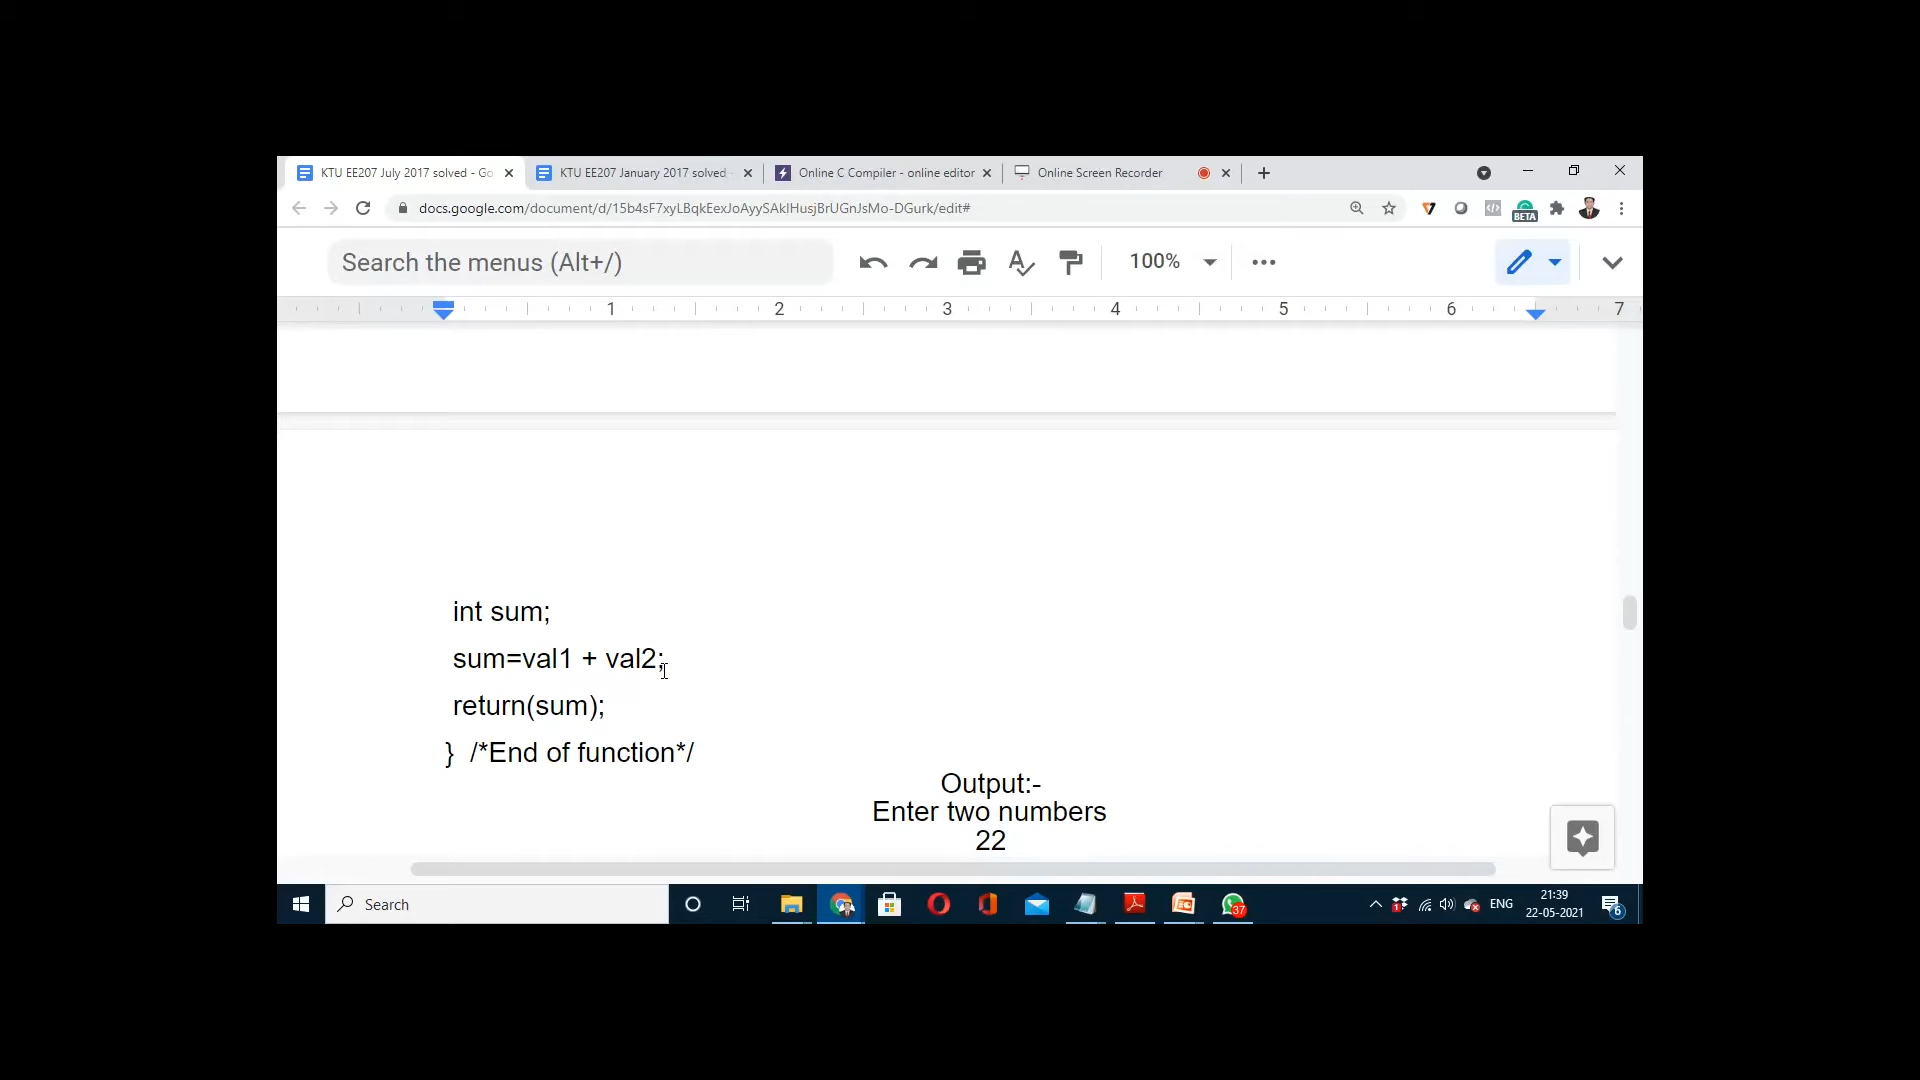 KTU EE207 July 2017 solved - Go
KTU EE207 January 2017 solved -
Online C Compiler - online editor
Online Screen Recorder
docs.google.com/document/d/15b4sF7xyLBqkEexJoAyySAklHusjBrUGnJsMo-DGurk/edit#
BETA
Search the menus (Alt+/)
100%
1 2 3 4 5 6 7
int sum;
sum=val1 + val2;
return(sum);
} /*End of function*/
Output:-
Enter two numbers
22
Search
37
ENG
21:39
22-05-2021
6